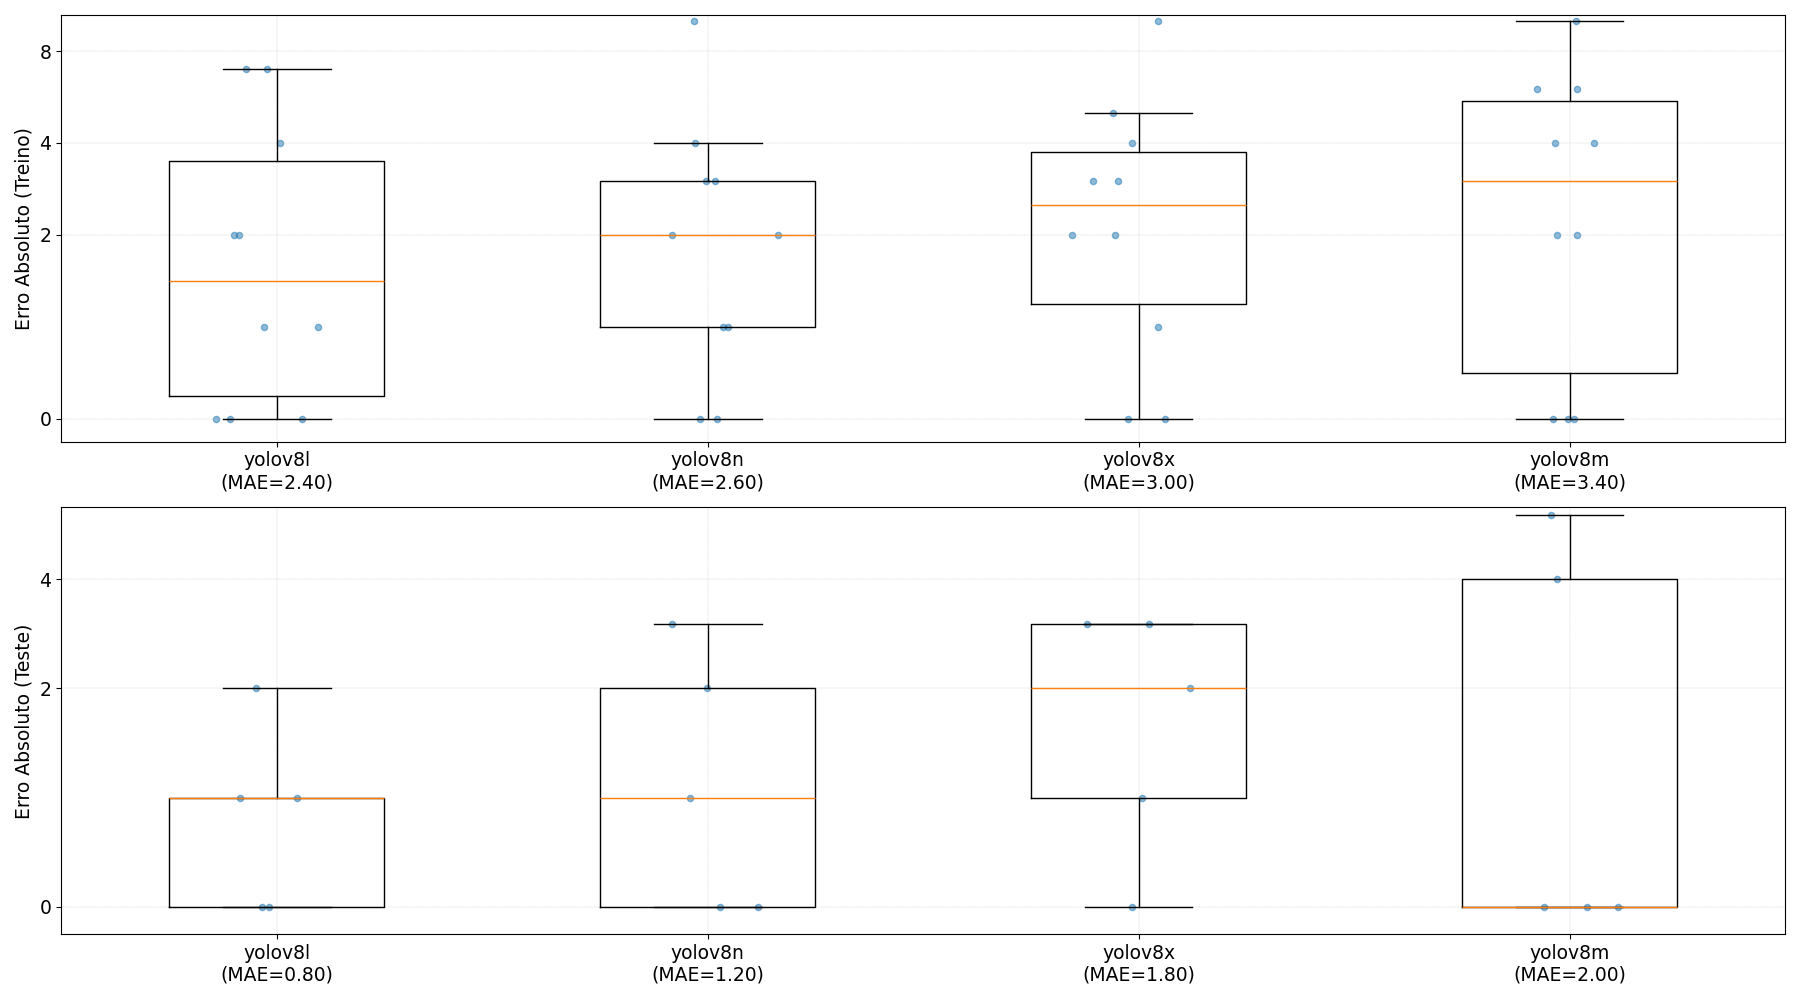 Erro Absoluto (Treino)
8
4
2
0
yolov8l
(MAE=2.40)
yolov8n
(MAE=2.60)
yolov8x
(MAE=3.00)
yolov8m
(MAE=3.40)
Erro Absoluto (Teste)
4
2
0
yolov8l
(MAE=0.80)
yolov8n
(MAE=1.20)
yolov8x
(MAE=1.80)
yolov8m
(MAE=2.00)